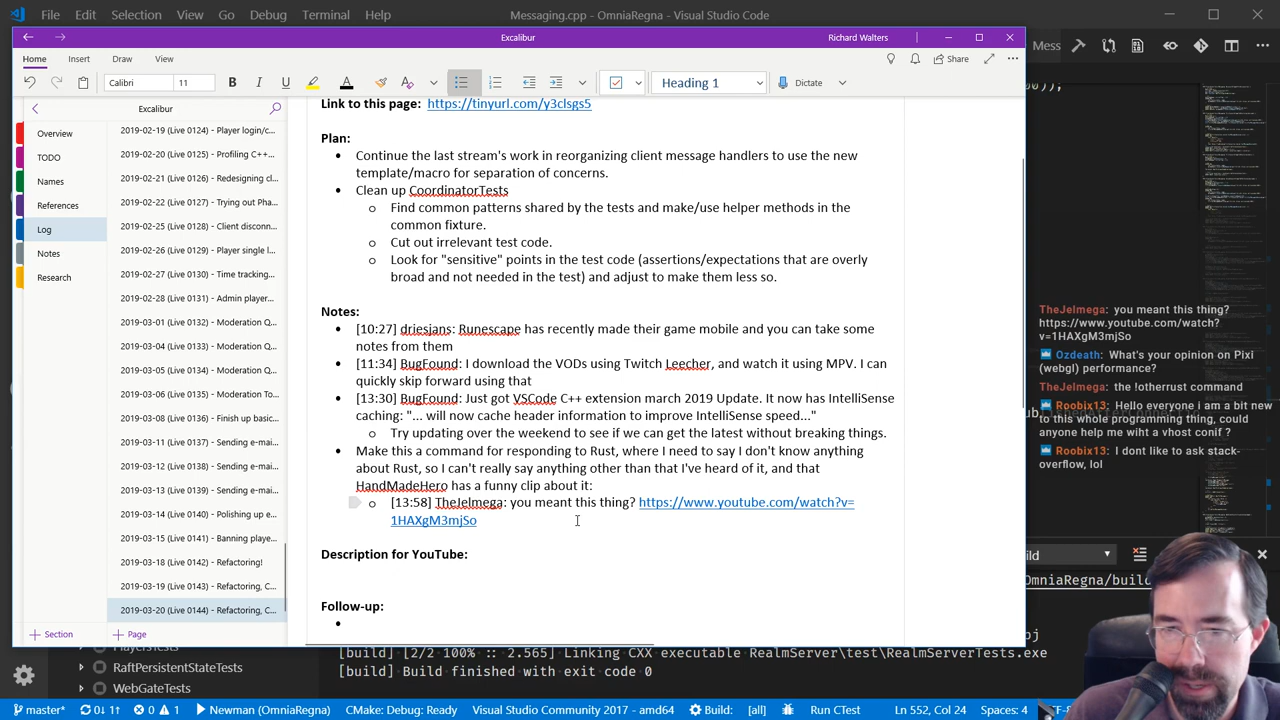 File Edit Selection View Go Debug Terminal Help Messaging.cpp - OmniaRegna - Visual Studio Code
Excalibur Richard Walters
Home Insert Draw View Share
Calibri 11 B I U A Heading 1 Dictate
Excalibur
Overview
TODO
Names
References
Log
Notes
Research
2019-02-19 (Live 0124) - Player login/c...
2019-02-20 (Live 0125) - Profiling C++...
2019-02-21 (Live 0126) - Redesigning cl...
2019-02-22 (Live 0127) - Trying out Pha...
2019-02-25 (Live 0128) - Client disconn...
2019-02-26 (Live 0129) - Player single l...
2019-02-27 (Live 0130) - Time tracking...
2019-02-28 (Live 0131) - Admin player...
2019-03-01 (Live 0132) - Moderation Q...
2019-03-04 (Live 0133) - Moderation Q...
2019-03-05 (Live 0134) - Moderation To...
2019-03-06 (Live 0135) - Moderation To...
2019-03-08 (Live 0136) - Finish up basic...
2019-03-11 (Live 0137) - Sending e-mai...
2019-03-12 (Live 0138) - Sending e-mai...
2019-03-13 (Live 0139) - Sending e-mai...
2019-03-14 (Live 0140) - Polishing up e...
2019-03-15 (Live 0141) - Banning playe...
2019-03-18 (Live 0142) - Refactoring!
2019-03-19 (Live 0143) - Refactoring, C...
2019-03-20 (Live 0144) - Refactoring, C...
Section Page
Link to this page: https://tinyurl.com/y3clsgs5
Plan:
• Continue the last stream's work in reorganizing client message handlers to use the new
template/macro for separation of concerns.
• Clean up CoordinatorTests
o Find common patterns shared by the tests and make/use helper methods in the
common fixture.
o Cut out irrelevant test code.
o Look for "sensitive" points in the test code (assertions/expectations that are overly
broad and not needed in the test) and adjust to make them less so.
Notes:
• [10:27] driesjans: Runescape has recently made their game mobile and you can take some
notes from them
• [11:34] BugFound: I download the VODs using Twitch Leecher, and watch it using MPV. I can
quickly skip forward using that
• [13:30] BugFound: Just got VSCode C++ extension march 2019 Update. It now has IntelliSense
caching: "... will now cache header information to improve IntelliSense speed..."
o Try updating over the weekend to see if we can get the latest without breaking things.
• Make this a command for responding to Rust, where I need to say I don't know anything
about Rust, so I can't really say anything other than that I've heard of it, and that
HandMadeHero has a funny clip about it:
o [13:58] TheJelmega: you meant this thing? https://www.youtube.com/watch?v=
1HAXgM3mjSo
Description for YouTube:
Follow-up:
•
Mess
TheJelmega: you meant this thing?
https://www.youtube.com/watch?
v=1HAXgM3mjSo
Ozdeath: What's your opinion on Pixi
(webgl) performance?
TheJelmega: the !otherrust command
Roobix13: Hello everyone i am a bit new
to this whole programming thing, could
anyone help me wiht a vhost conif ?
Roobix13: I dont like to ask stack-
overflow, lol
ild
OmniaRegna/build
bj
[build] [2/2 100% :: 2.565] Linking CXX executable RealmServer\test\RealmServerTests.exe
[build] Build finished with exit code 0
PlayersTests
RaftPersistentStateTests
WebGateTests
master* 0↓ 1↑ 0 1 Newman (OmniaRegna) CMake: Debug: Ready Visual Studio Community 2017 - amd64 Build: [all] Run CTest Ln 552, Col 24 Spaces: 4